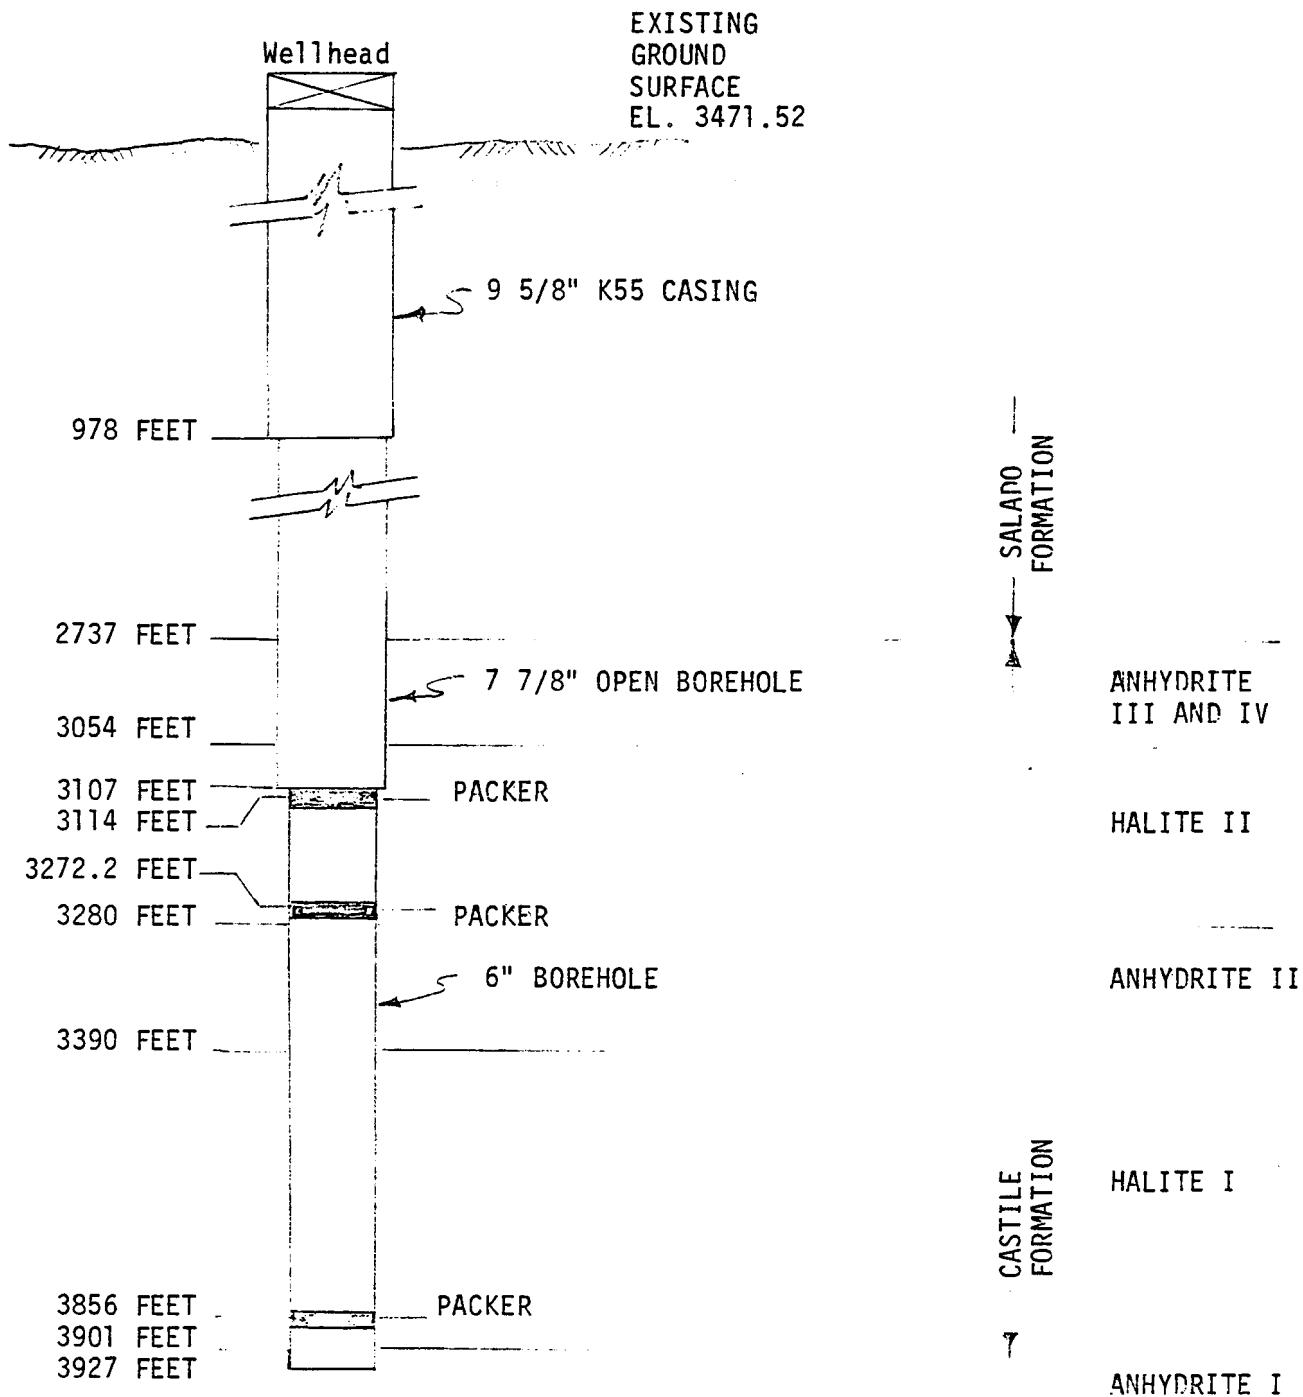 EXISTING
GROUND
SURFACE
EL. 3471.52
Wellhead
9 5/8" K55 CASING
978 FEET
SALADO
FORMATION
2737 FEET
7 7/8" OPEN BOREHOLE
ANHYDRITE
III AND IV
3054 FEET
3107 FEET
PACKER
3114 FEET
HALITE II
3272.2 FEET
3280 FEET
PACKER
6" BOREHOLE
ANHYDRITE II
3390 FEET
CASTILE
FORMATION
HALITE I
3856 FEET
PACKER
3901 FEET
3927 FEET
ANHYDRITE I